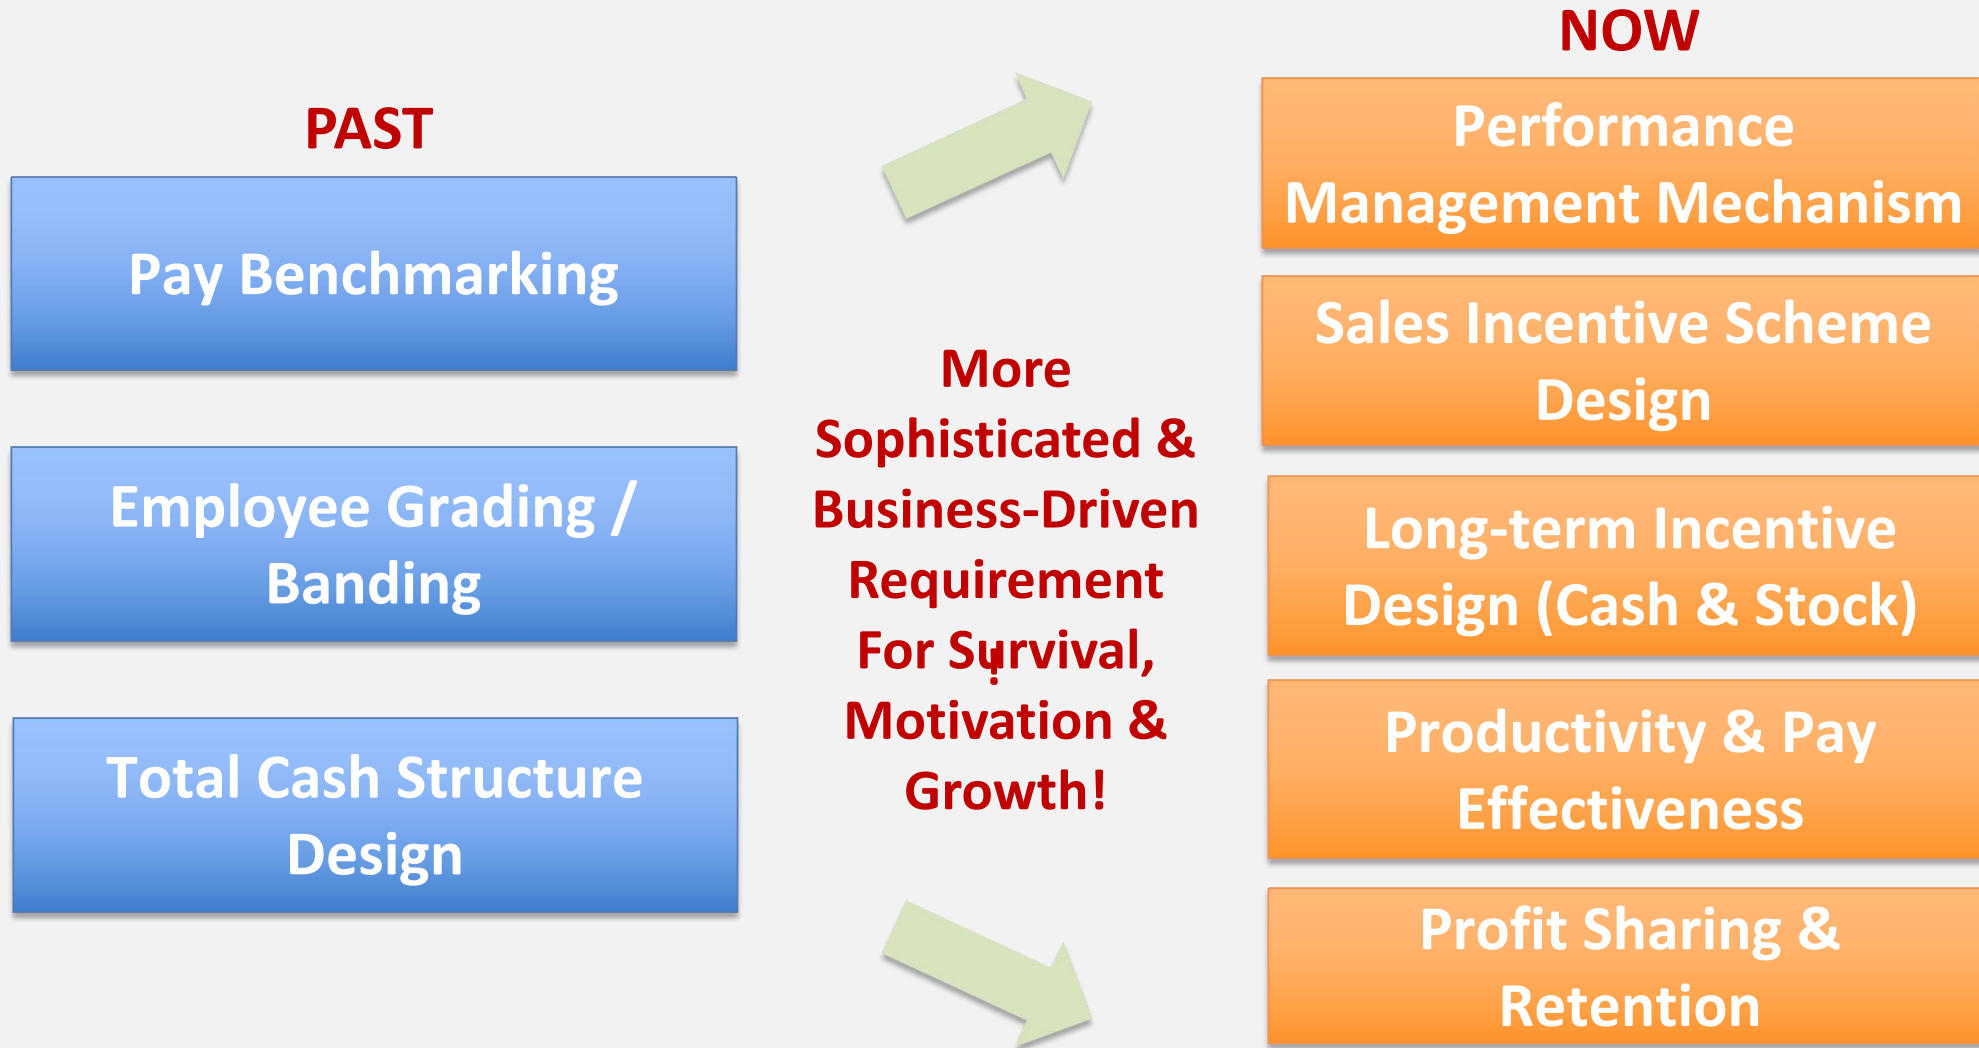 PAST
Pay Benchmarking
Employee Grading /
Banding
Total Cash Structure
Design
More
Sophisticated &
Business-Driven
Requirement
For Survival,
!
Motivation &
Growth!
NOW
Performance
Management Mechanism
Sales Incentive Scheme
Design
Long-term Incentive
Design (Cash & Stock)
Productivity & Pay
Effectiveness
Profit Sharing &
Retention